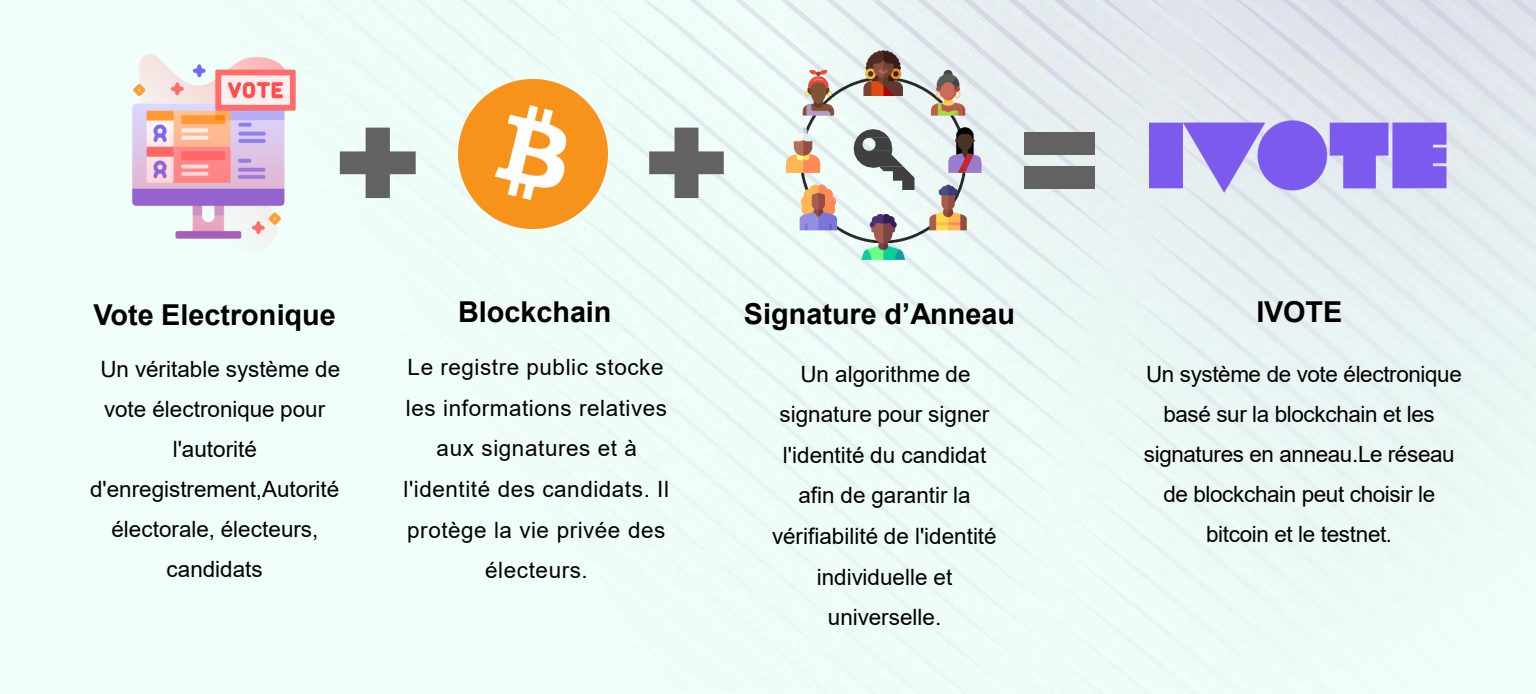 VOTE
IVOTE
Vote Electronique
Un véritable système de
vote électronique pour
l'autorité
d'enregistrement,Autorité
électorale, électeurs,
candidats
Blockchain
Le registre public stocke
les informations relatives
aux signatures et à
l'identité des candidats. Il
protège la vie privée des
électeurs.
Signature d’Anneau
Un algorithme de
signature pour signer
l'identité du candidat
afin de garantir la
vérifiabilité de l'identité
individuelle et
universelle.
IVOTE
Un système de vote électronique
basé sur la blockchain et les
signatures en anneau.Le réseau
de blockchain peut choisir le
bitcoin et le testnet.